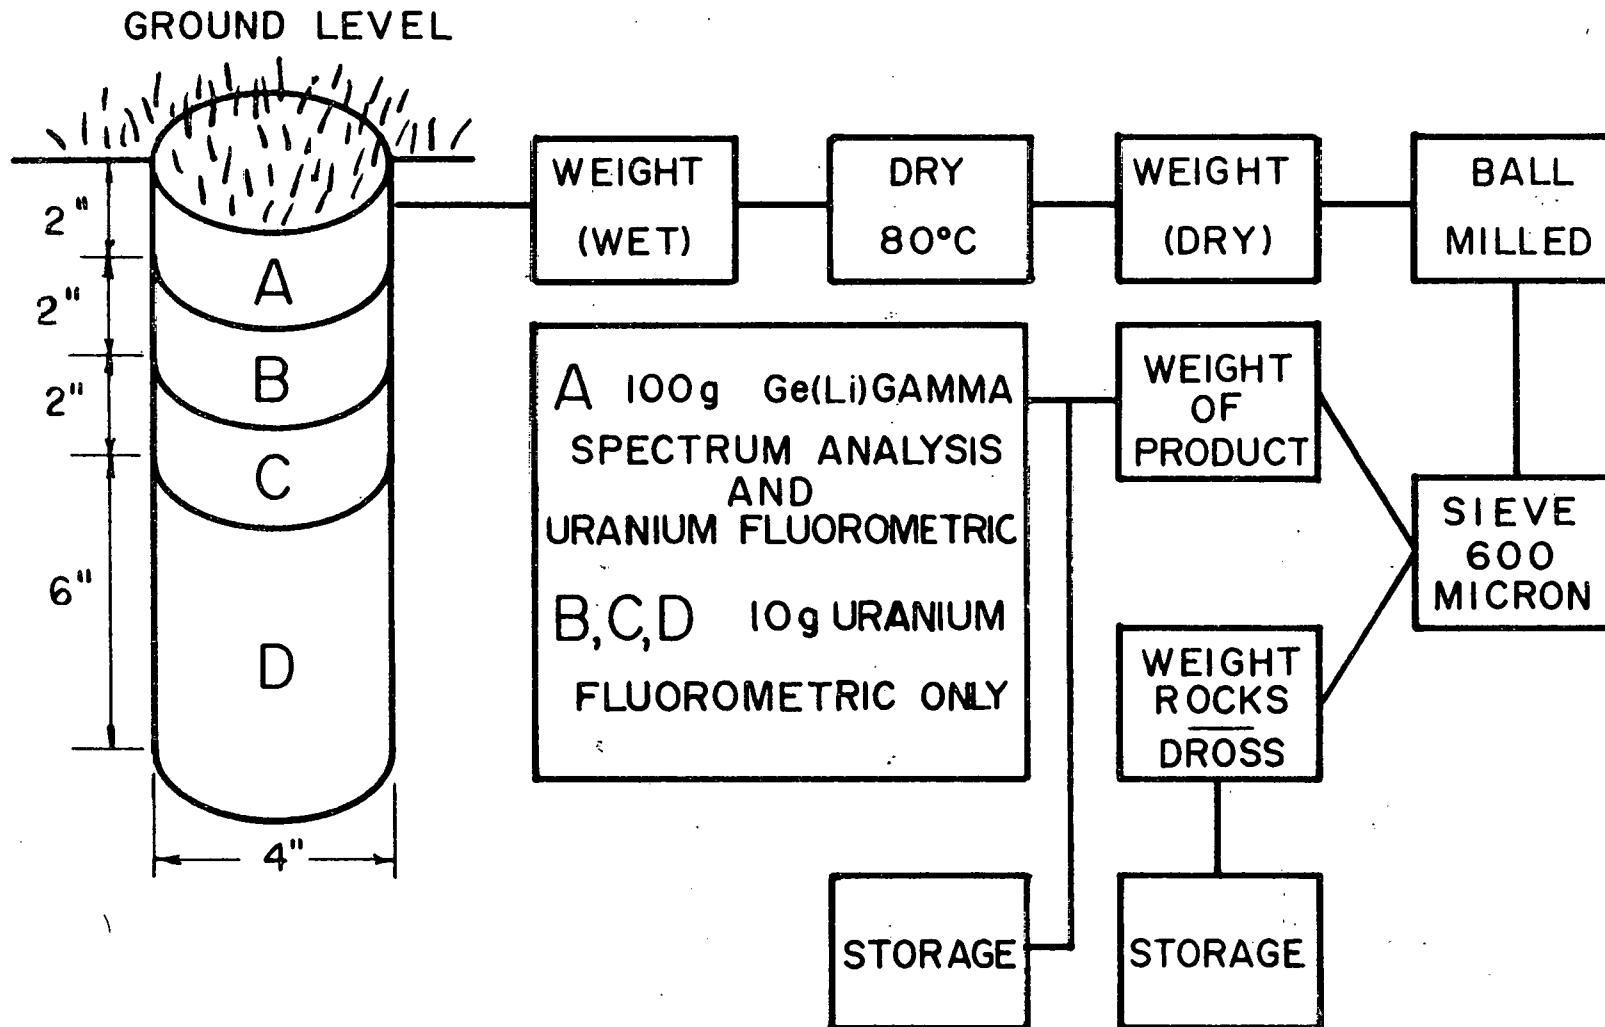 GROUND LEVEL
2"
2"
2"
6"
4"
A
B
C
D
WEIGHT
(WET)
DRY
80°C
WEIGHT
(DRY)
BALL
MILLED
A 100g Ge(Li) GAMMA
SPECTRUM ANALYSIS
AND
URANIUM FLUOROMETRIC
B,C,D 10g URANIUM
FLUOROMETRIC ONLY
WEIGHT
OF
PRODUCT
SIEVE
600
MICRON
WEIGHT
ROCKS
DROSS
STORAGE
STORAGE